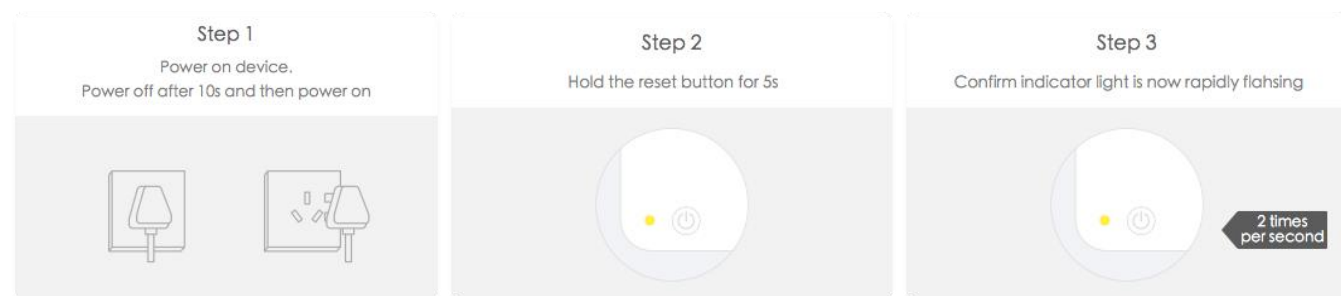 Step 1
Power on device.
Power off after 10s and then power on
Step 2
Hold the reset button for 5s
Step 3
Confirm indicator light is now rapidly flahsing
2 times
per second